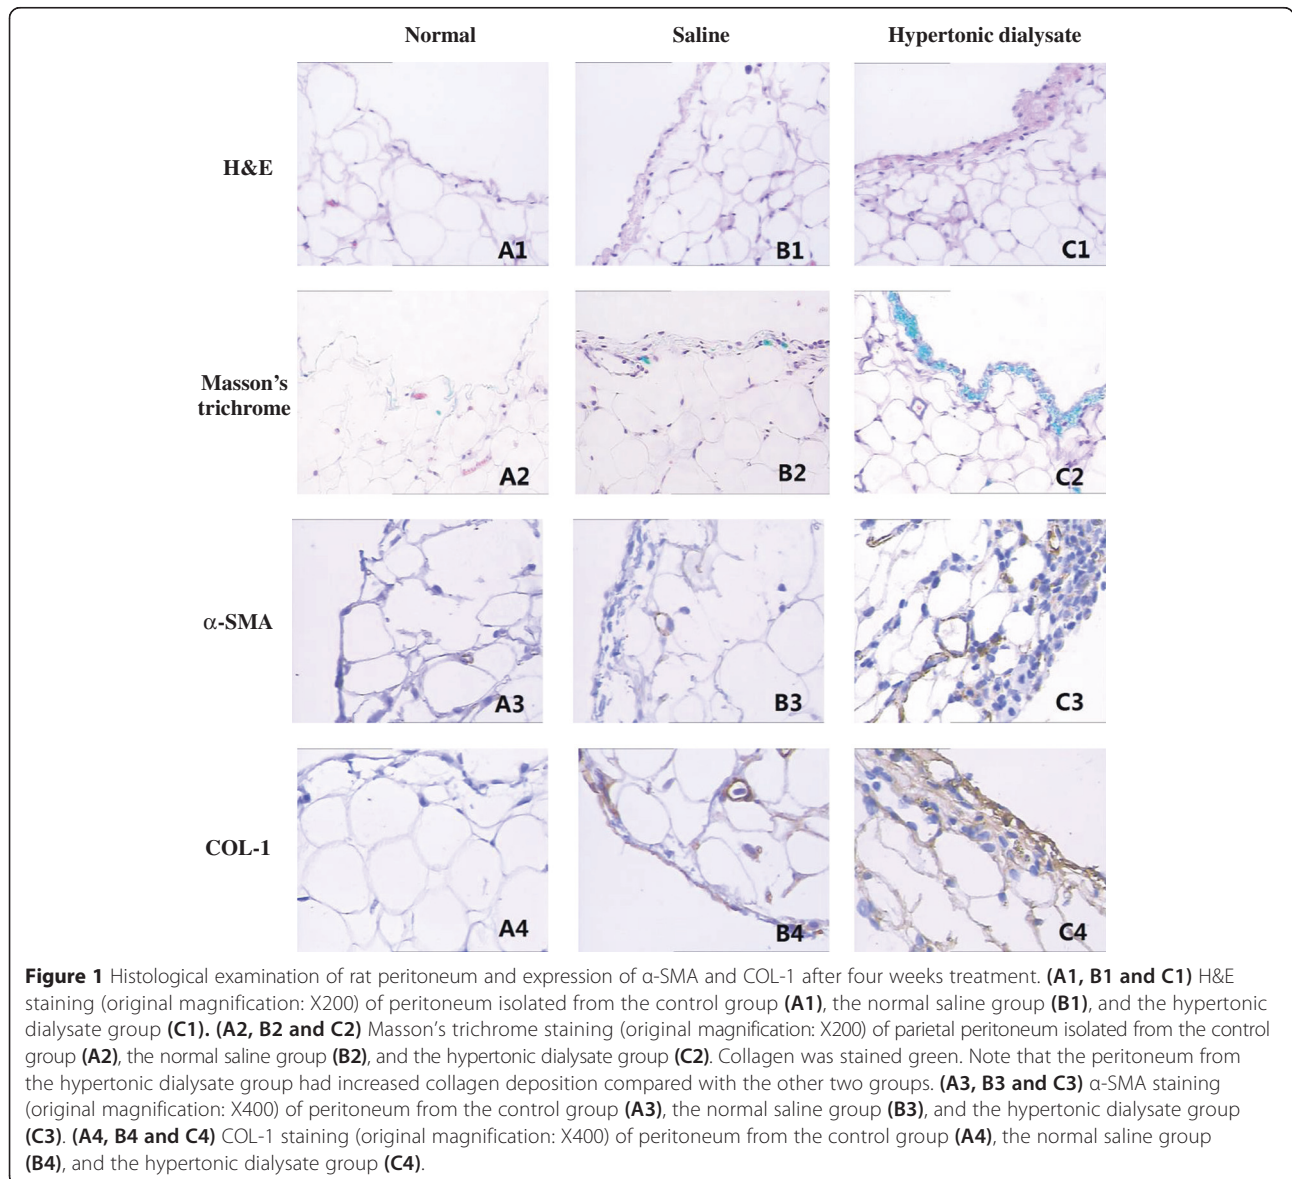 Normal Saline Hypertonic dialysate
H&E
A1 B1 C1
Masson's
trichrome
A2 B2 C2
α-SMA
A3 B3 C3
COL-1
A4 B4 C4
Figure 1 Histological examination of rat peritoneum and expression of α-SMA and COL-1 after four weeks treatment. (A1, B1 and C1) H&E
staining (original magnification: X200) of peritoneum isolated from the control group (A1), the normal saline group (B1), and the hypertonic
dialysate group (C1). (A2, B2 and C2) Masson's trichrome staining (original magnification: X200) of parietal peritoneum isolated from the control
group (A2), the normal saline group (B2), and the hypertonic dialysate group (C2). Collagen was stained green. Note that the peritoneum from
the hypertonic dialysate group had increased collagen deposition compared with the other two groups. (A3, B3 and C3) α-SMA staining
(original magnification: X400) of peritoneum from the control group (A3), the normal saline group (B3), and the hypertonic dialysate group
(C3). (A4, B4 and C4) COL-1 staining (original magnification: X400) of peritoneum from the control group (A4), the normal saline group
(B4), and the hypertonic dialysate group (C4).